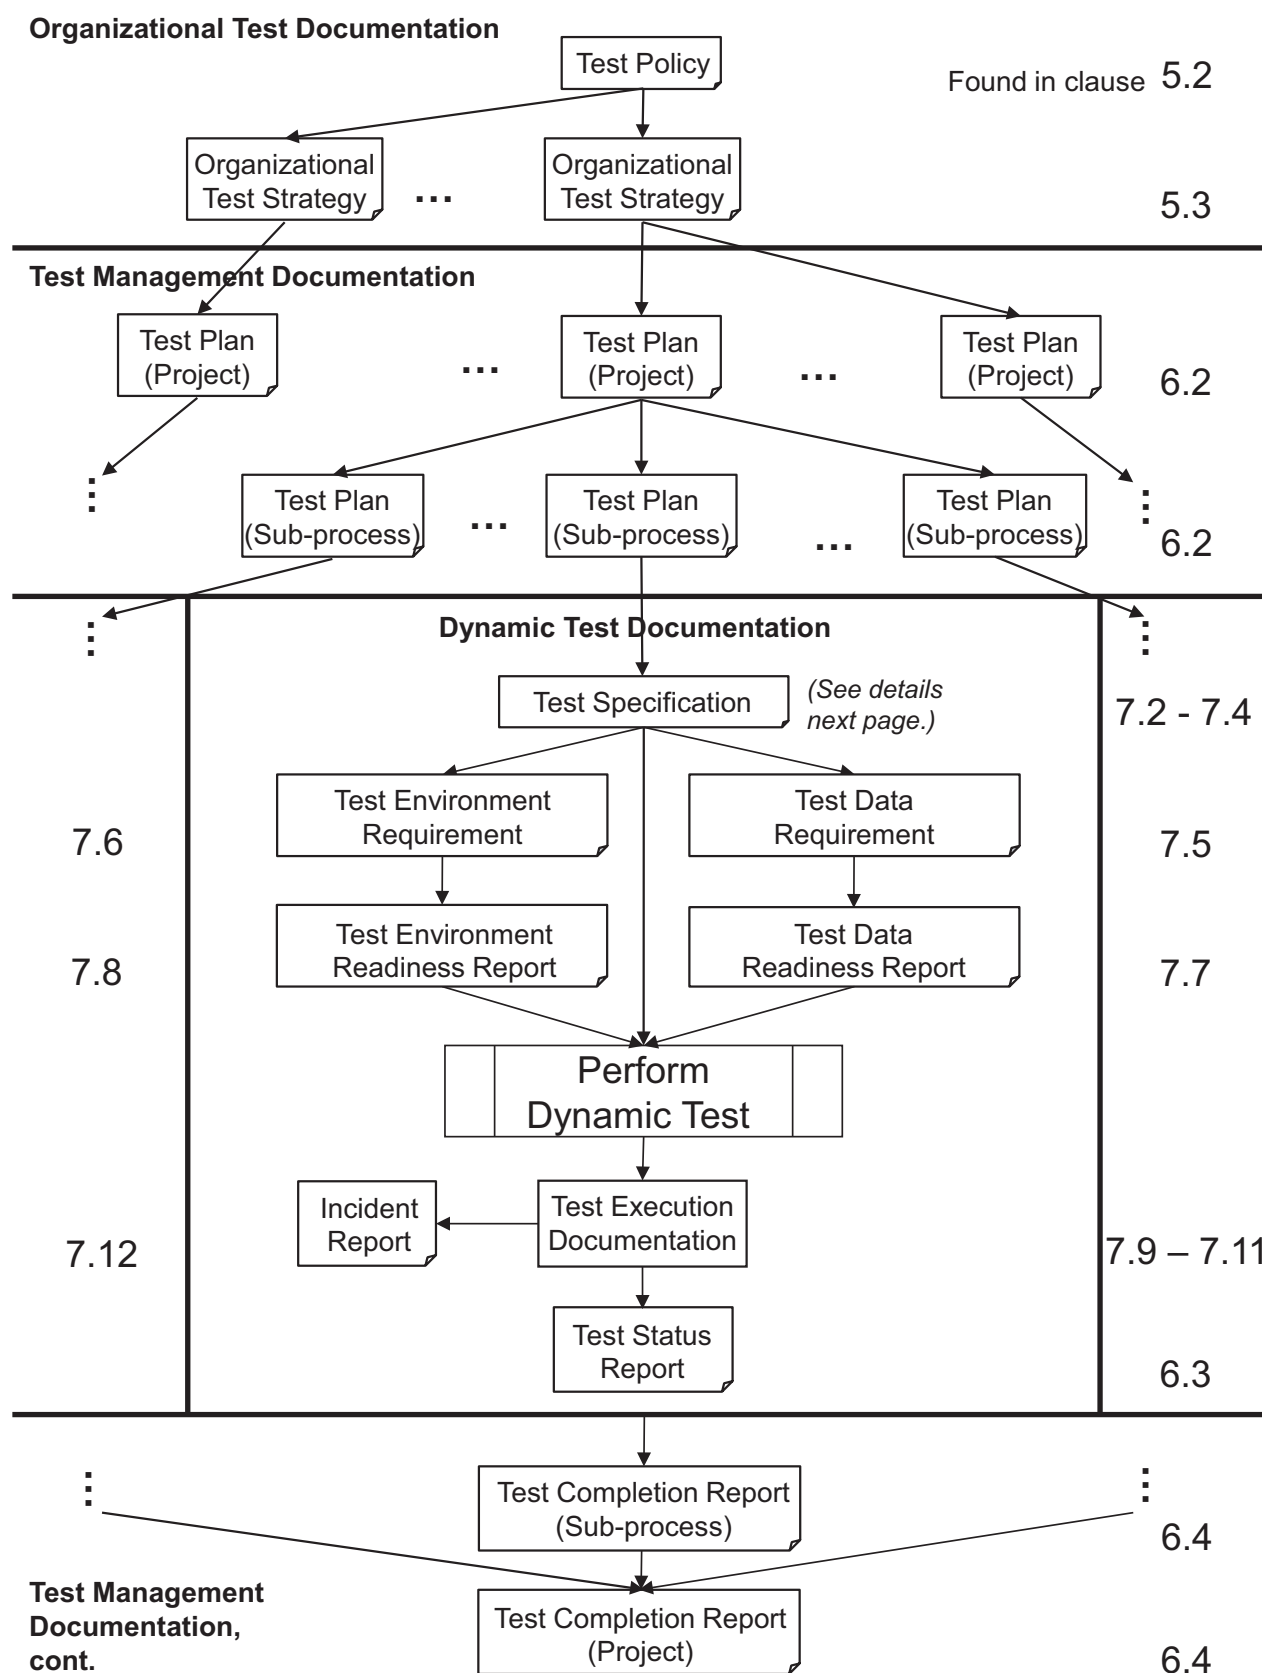 Organizational Test Documentation
Test Policy
Found in clause 5.2
Organizational
Test Strategy
...
Organizational
Test Strategy
5.3
Test Management Documentation
Test Plan
(Project)
...
Test Plan
(Project)
...
Test Plan
(Project)
6.2
...
Test Plan
(Sub-process)
...
Test Plan
(Sub-process)
...
Test Plan
(Sub-process)
...
6.2
...
Dynamic Test Documentation
...
Test Specification
(See details
next page.)
7.2 - 7.4
7.6
Test Environment
Requirement
Test Data
Requirement
7.5
7.8
Test Environment
Readiness Report
Test Data
Readiness Report
7.7
Perform
Dynamic Test
7.12
Incident
Report
Test Execution
Documentation
7.9 – 7.11
Test Status
Report
6.3
...
Test Completion Report
(Sub-process)
...
6.4
Test Management
Documentation,
cont.
Test Completion Report
(Project)
6.4